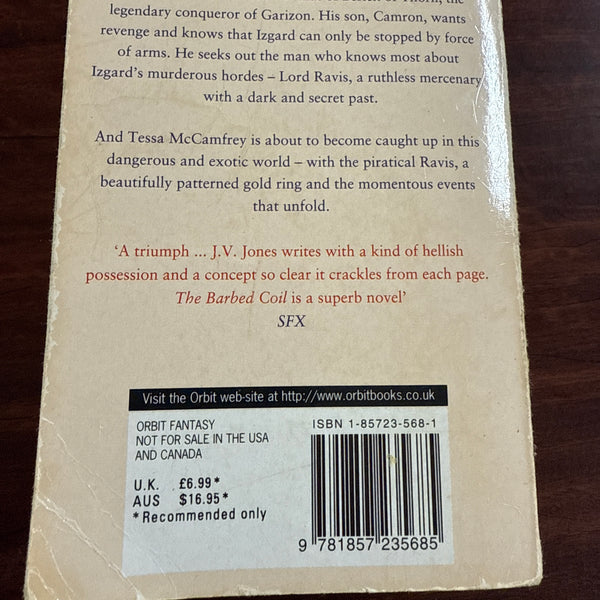 legendary conqueror of Garizon. His son, Camron, wants
revenge and knows that Izgard can only be stopped by force
of arms. He seeks out the man who knows most about
Izgard's murderous hordes – Lord Ravis, a ruthless mercenary
with a dark and secret past.
And Tessa McCamfrey is about to become caught up in this
dangerous and exotic world – with the piratical Ravis, a
beautifully patterned gold ring and the momentous events
that unfold.
‘A triumph ... J.V. Jones writes with a kind of hellish
possession and a concept so clear it crackles from each page.
The Barbed Coil is a superb novel’
SFX
Visit the Orbit web-site at http://www.orbitbooks.co.uk
ORBIT FANTASY
NOT FOR SALE IN THE USA
AND CANADA
U.K. £6.99*
AUS $16.95*
*Recommended only
ISBN 1-85723-568-1
9 781857 235685